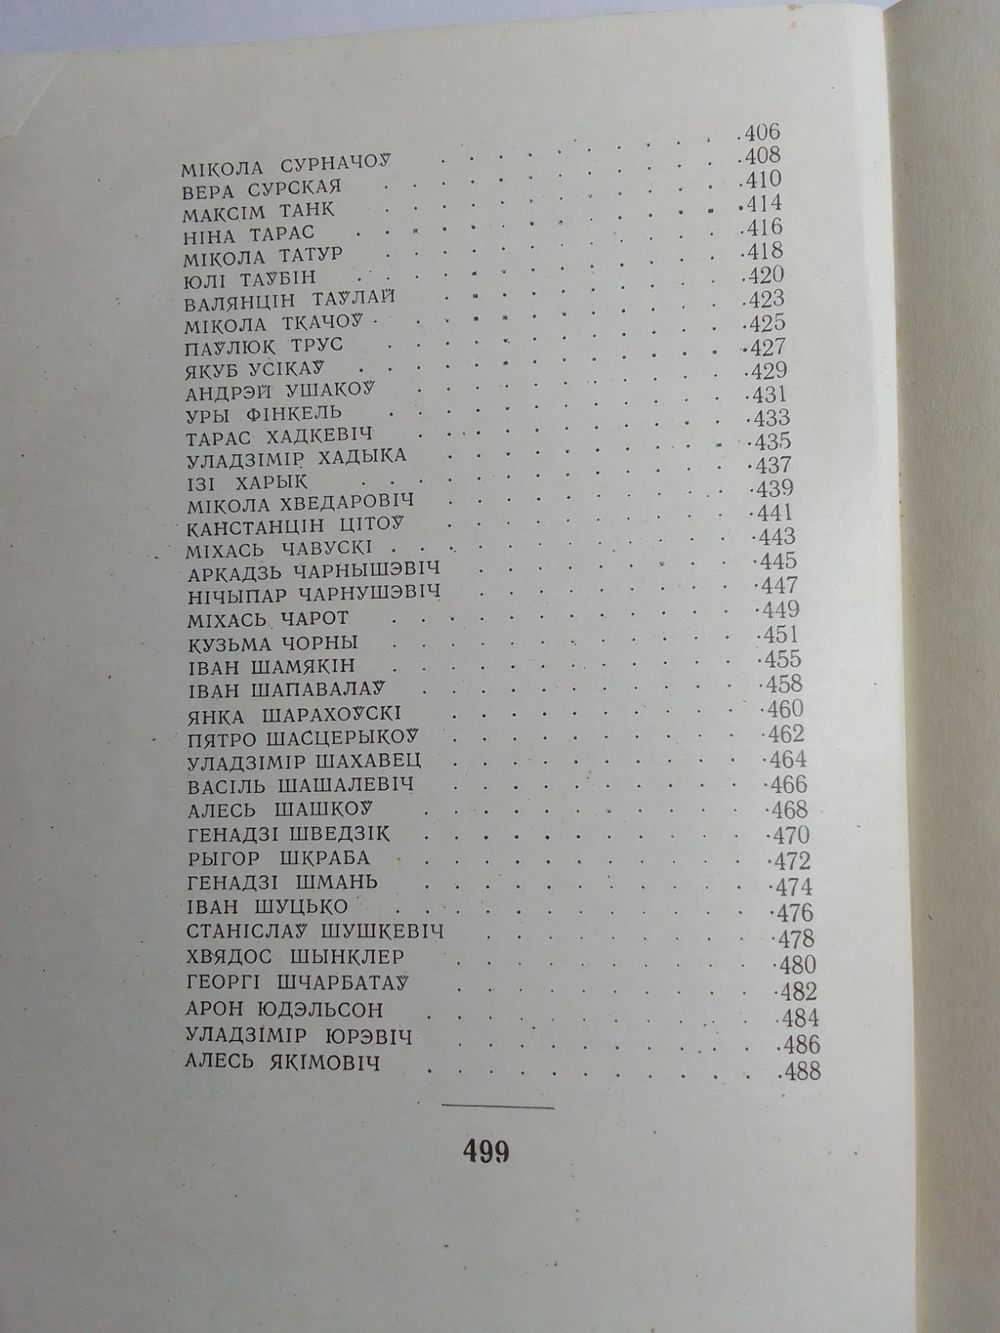 МІКОЛА СУРНАЧОЎ . . . . . . . . . . 406
ВЕРА СУРСКАЯ . . . . . . . . . . 408
МАКСІМ ТАНК . . . . . . . . . . 410
НІНА ТАРАС . . . . . . . . . . 414
МІКОЛА ТАТУР . . . . . . . . . . 416
ЮЛІ ТАЎБІН . . . . . . . . . . 418
ВАЛЯНЦІН ТАЎЛАЙ . . . . . . . . . . 420
МІКОЛА ТКАЧОЎ . . . . . . . . . . 423
ПАЎЛЮК ТРУС . . . . . . . . . . 425
ЯКУБ УСІКАЎ . . . . . . . . . . 427
АНДРЭЙ УШАКОЎ . . . . . . . . . . 429
УРЫ ФІНКЕЛЬ . . . . . . . . . . 431
ТАРАС ХАДКЕВІЧ . . . . . . . . . . 433
УЛАДЗІМІР ХАДЫКА . . . . . . . . . . 435
ІЗІ ХАРЫК . . . . . . . . . . 437
МІКОЛА ХВЕДАРОВІЧ . . . . . . . . . . 439
КАНСТАНЦІН ЦІТОЎ . . . . . . . . . . 441
МІХАСЬ ЧАВУСКІ . . . . . . . . . . 443
АРКАДЗЬ ЧАРНЫШЭВІЧ . . . . . . . . . . 445
НІЧЫПАР ЧАРНУШЭВІЧ . . . . . . . . . . 447
МІХАСЬ ЧАРОТ . . . . . . . . . . 449
КУЗЬМА ЧОРНЫ . . . . . . . . . . 451
ІВАН ШАМЯКІН . . . . . . . . . . 455
ІВАН ШАПАВАЛАЎ . . . . . . . . . . 458
ЯНКА ШАРАХОЎСКІ . . . . . . . . . . 460
ПЯТРО ШАСЦЕРЫКОЎ . . . . . . . . . . 462
УЛАДЗІМІР ШАХАВЕЦ . . . . . . . . . . 464
ВАСІЛЬ ШАШАЛЕВІЧ . . . . . . . . . . 466
АЛЕСЬ ШАШКОЎ . . . . . . . . . . 468
ГЕНАДЗІ ШВЕДЗІК . . . . . . . . . . 470
РЫГОР ШКРАБА . . . . . . . . . . 472
ГЕНАДЗІ ШМАНЬ . . . . . . . . . . 474
ІВАН ШУЦЬКО . . . . . . . . . . 476
СТАНІСЛАЎ ШУШКЕВІЧ . . . . . . . . . . 478
ХВЯДОС ШЫНКЛЕР . . . . . . . . . . 480
ГЕОРГІ ШЧАРБАТАЎ . . . . . . . . . . 482
АРОН ЮДЭЛЬСОН . . . . . . . . . . 484
УЛАДЗІМІР ЮРЭВІЧ . . . . . . . . . . 486
АЛЕСЬ ЯКІМОВІЧ . . . . . . . . . . 488
499